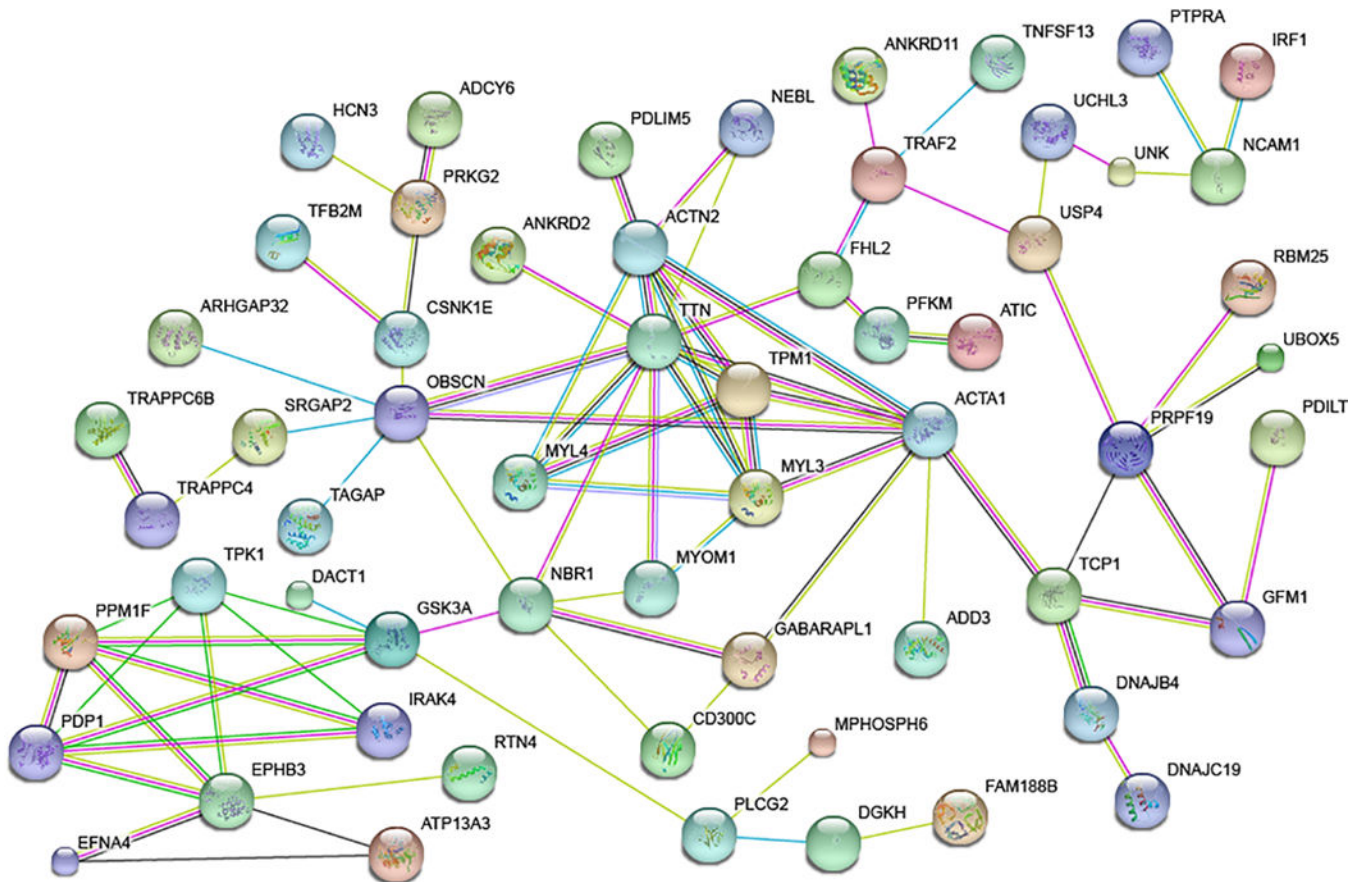 PTPRA
IRF1
TNFSF13
ANKRD11
ADCY6
NEBL
HCN3
UCHL3
PDLIM5
TRAF2
NCAM1
UNK
PRKG2
TFB2M
ACTN2
ANKRD2
USP4
FHL2
RBM25
ARHGAP32
CSNK1E
TTN
PFKM
ATIC
TPM1
UBOX5
OBSCN
ACTA1
PDILT
TRAPPC6B
SRGAP2
PRPF19
MYL4
MYL3
TRAPPC4
TAGAP
TPK1
DACT1
NBR1
MYOM1
TCP1
GSK3A
GFM1
PPM1F
GABARAPL1
ADD3
DNAJB4
IRAK4
PDP1
CD300C
MPHOSPH6
RTN4
EPHB3
DNAJC19
PLCG2
DGKH
FAM188B
ATP13A3
EFNA4